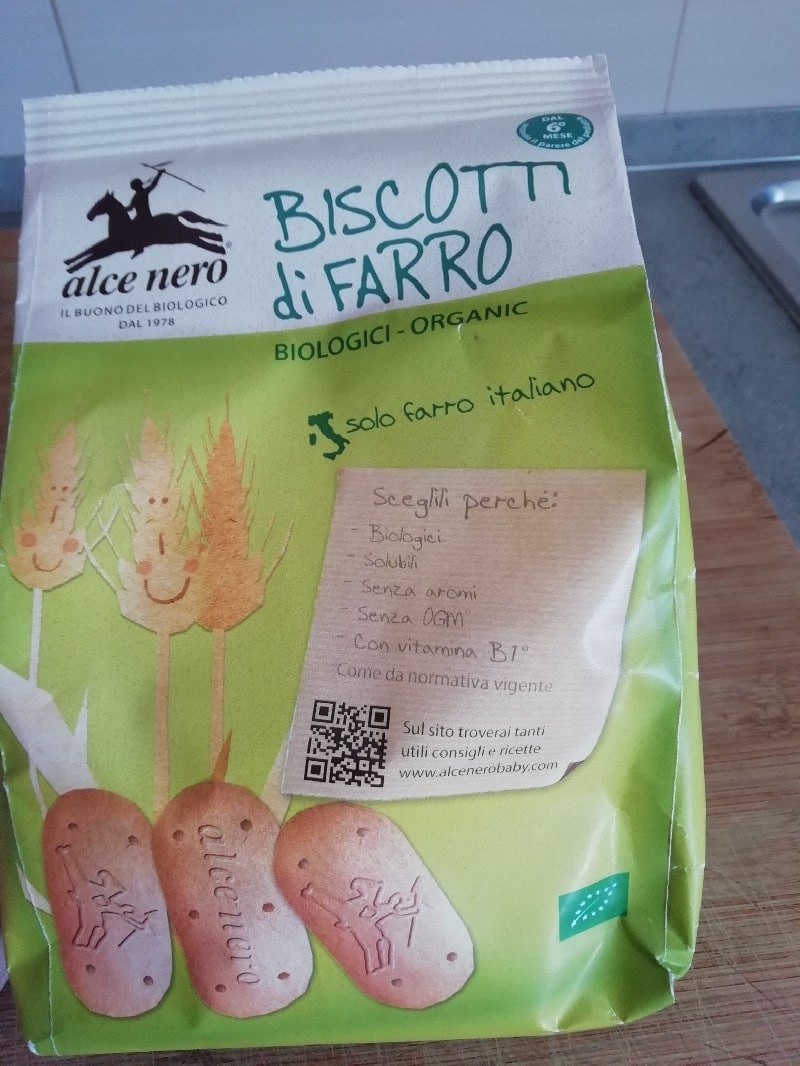 DAL
6°
MESE
BISCOTTI
di FARRO
alce nero
IL BUONO DEL BIOLOGICO
DAL 1978
BIOLOGICI - ORGANIC
solo farro italiano
Sceglili perché:
- Biologici
- Solubili
- Senza aromi
- Senza OGM°
- Con vitamina B1°
°Come da normativa vigente
Sul sito troverai tanti
utili consigli e ricette
www.alcenerobaby.com
alce nero